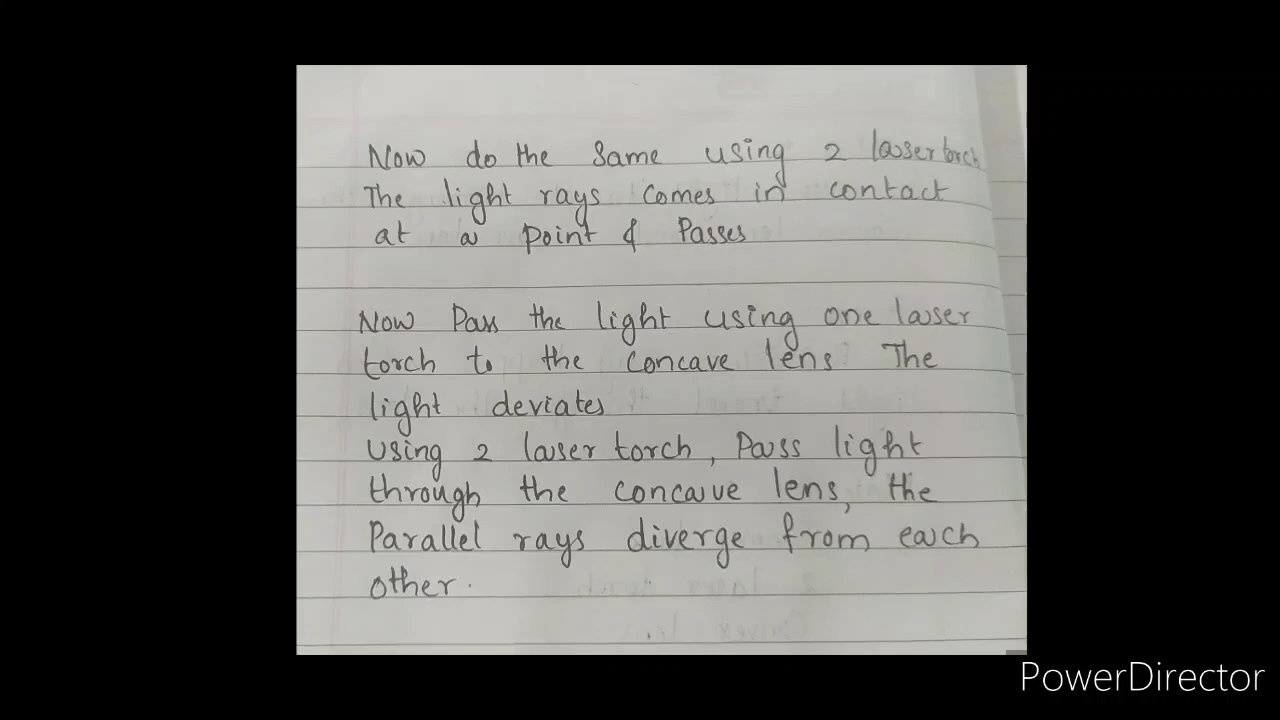 Now do the same using 2 laser torch
The light rays comes in contact
at a point & Passes
Now Pass the light using one laser
torch to the concave lens The
light deviates
Using 2 laser torch, Pass light
through the concave lens, the
Parallel rays diverge from each
other.
PowerDirector